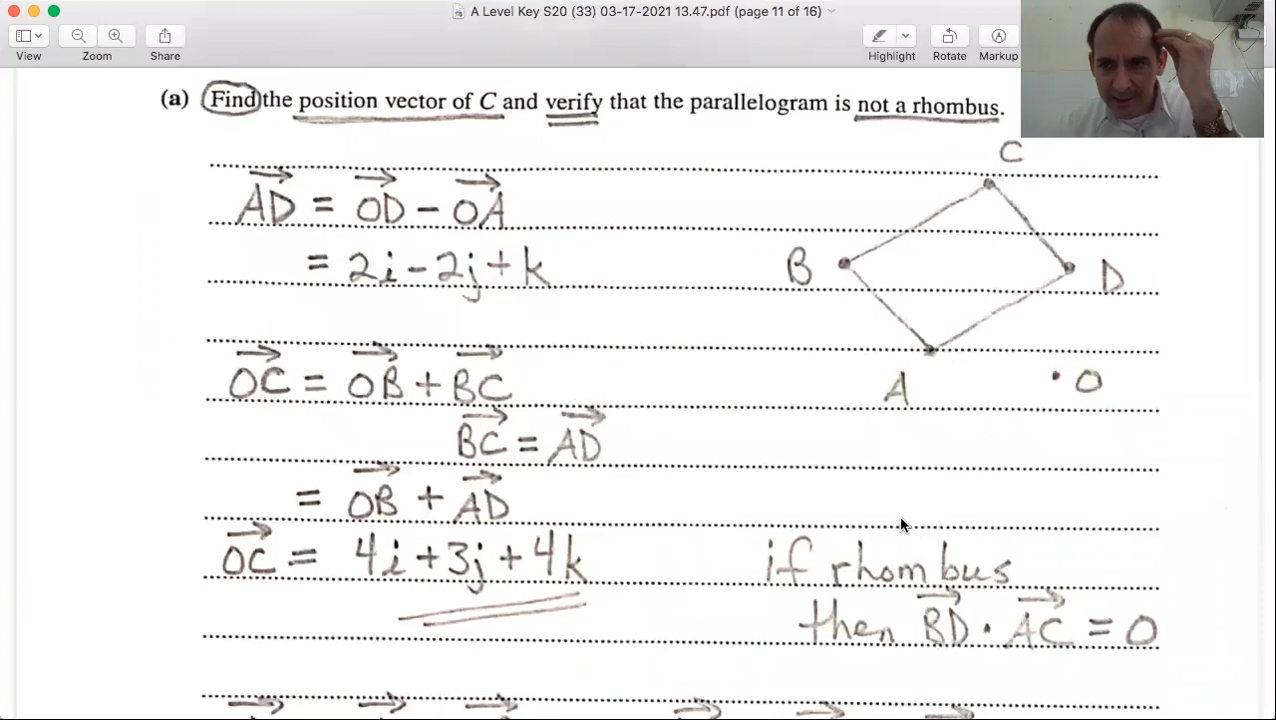 A Level Key S20 (33) 03-17-2021 13.47.pdf (page 11 of 16)
View Zoom Share Highlight Rotate Markup
(a) Find the position vector of C and verify that the parallelogram is not a rhombus.
C
AD = OD - OA
= 2i - 2j + k
B D
OC = OB + BC
A • O
BC = AD
= OB + AD
OC = 4i + 3j + 4k
if rhombus
then BD • AC = 0